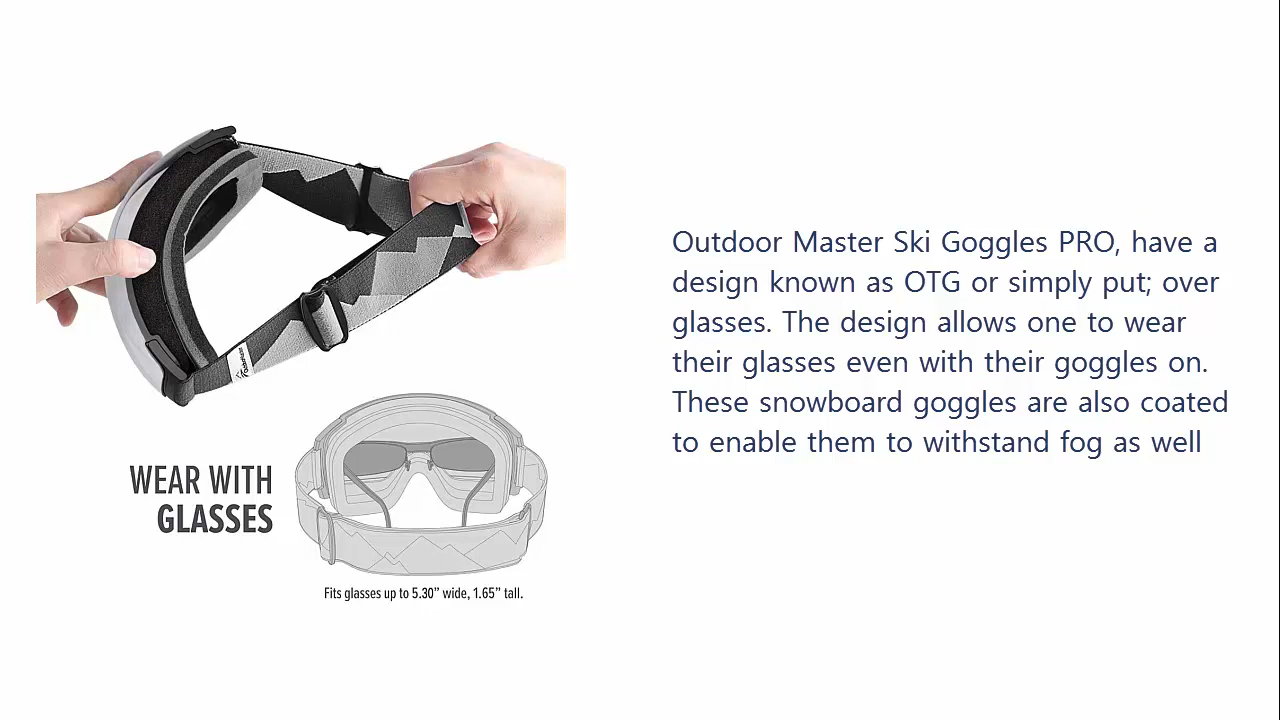 Outdoor Master Ski Goggles PRO, have a
design known as OTG or simply put; over
glasses. The design allows one to wear
their glasses even with their goggles on.
These snowboard goggles are also coated
to enable them to withstand fog as well
WEAR WITH
GLASSES
Fits glasses up to 5.30” wide, 1.65” tall.